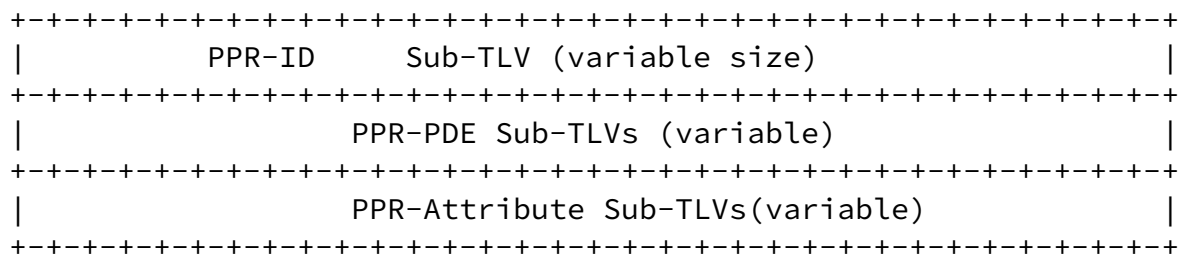 +-+-+-+-+-+-+-+-+-+-+-+-+-+-+-+-+-+-+-+-+-+-+-+-+-+-+-+-+-+-+-+-+
|           PPR-ID     Sub-TLV (variable size)                   |
+-+-+-+-+-+-+-+-+-+-+-+-+-+-+-+-+-+-+-+-+-+-+-+-+-+-+-+-+-+-+-+-+
|                   PPR-PDE Sub-TLVs (variable)                  |
+-+-+-+-+-+-+-+-+-+-+-+-+-+-+-+-+-+-+-+-+-+-+-+-+-+-+-+-+-+-+-+-+
|                   PPR-Attribute Sub-TLVs(variable)             |
+-+-+-+-+-+-+-+-+-+-+-+-+-+-+-+-+-+-+-+-+-+-+-+-+-+-+-+-+-+-+-+-+